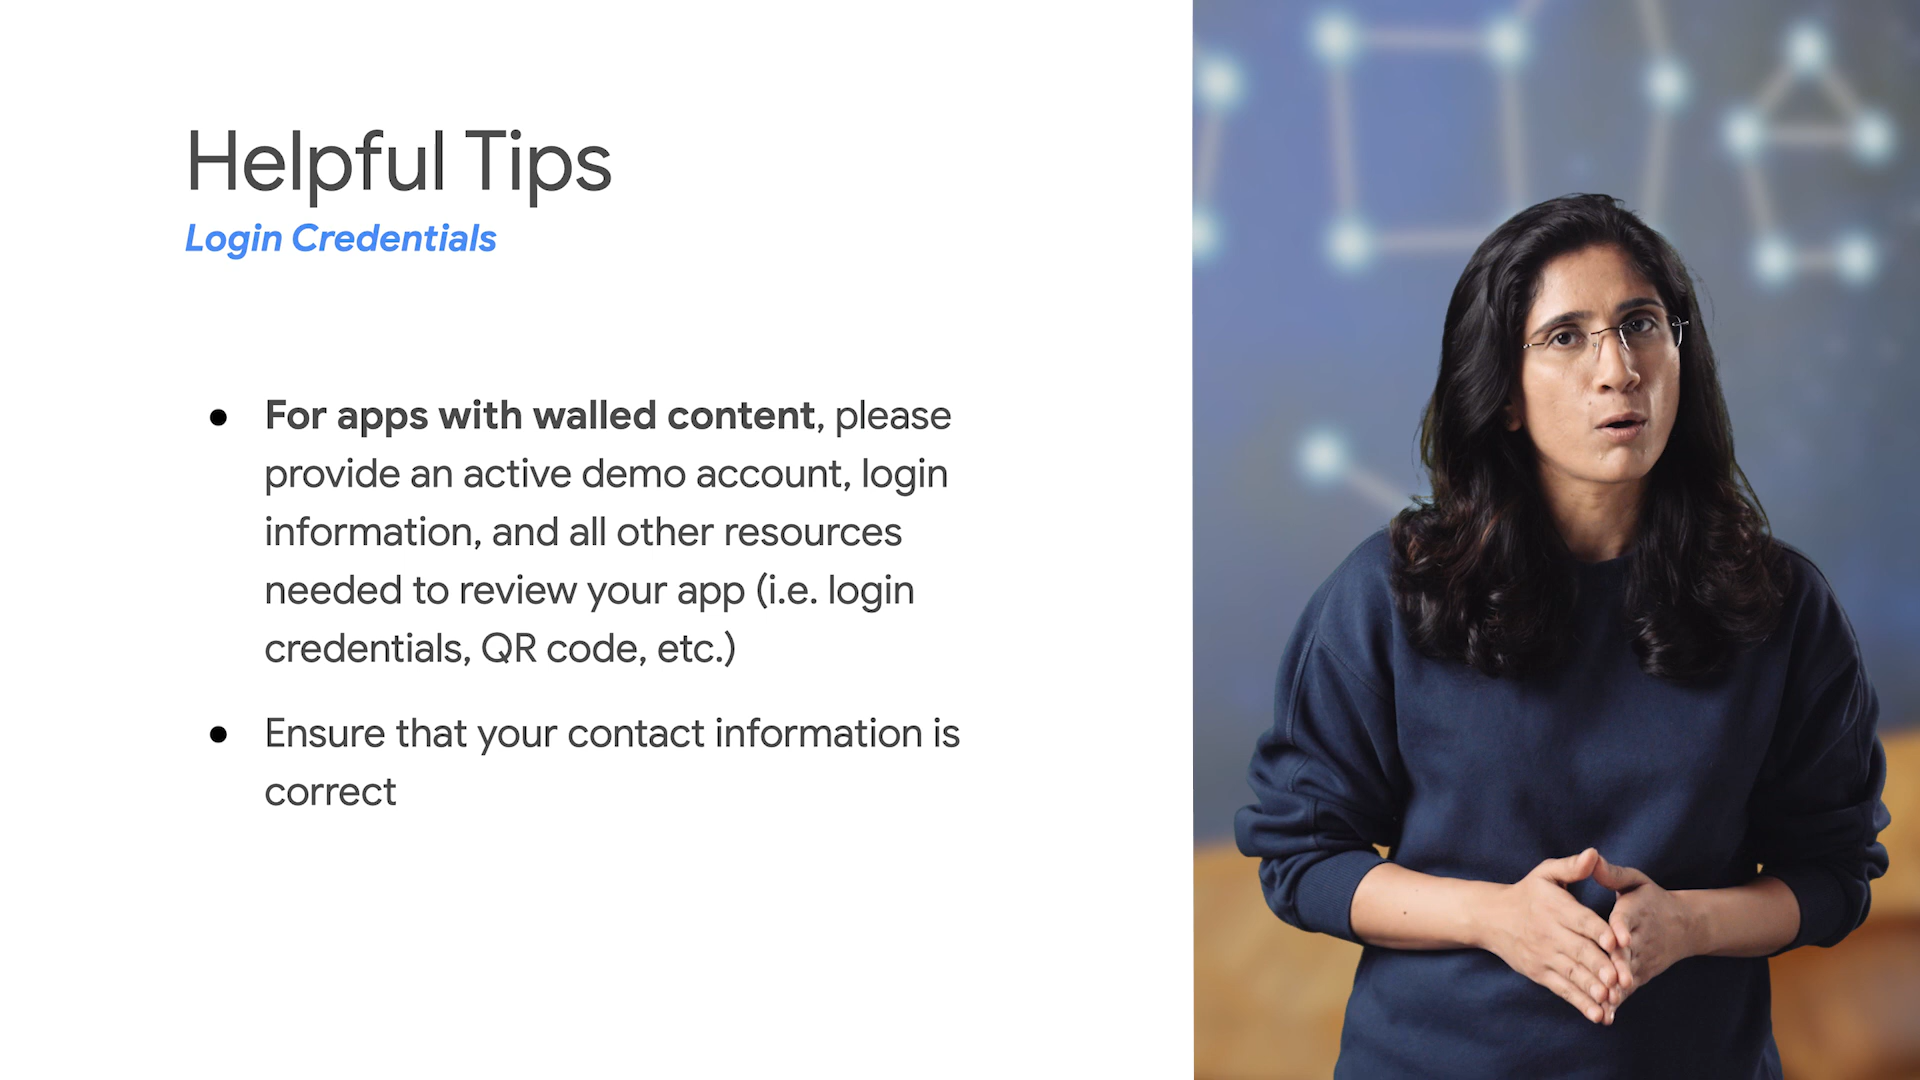 Helpful Tips
Login Credentials
● For apps with walled content, please
provide an active demo account, login
information, and all other resources
needed to review your app (i.e. login
credentials, QR code, etc.)
● Ensure that your contact information is
correct